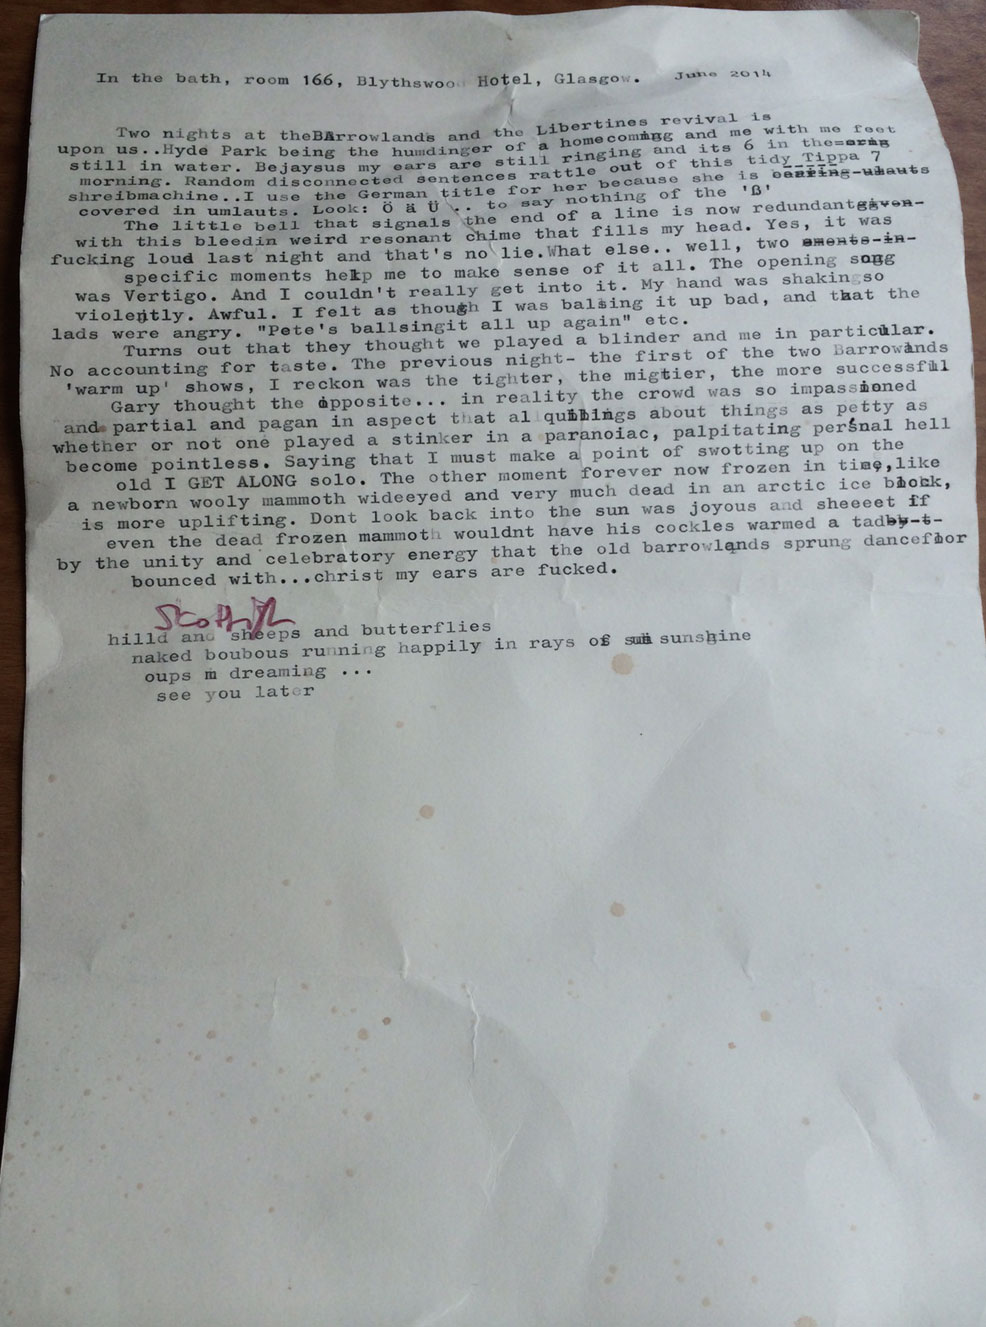 In the bath, room 166, Blythswood Hotel, Glasgow. June 2014
Two nights at theBArrowlands and the Libertines revival is
upon us..Hyde Park being the humdinger of a homecoming and me with me feet
still in water. Bejaysus my ears are still ringing and its 6 in the
morning. Random disconnected sentences rattle out of this tidy Tippa 7
shreibmachine..I use the German title for her because she is
covered in umlauts. Look: Ö ä Ü .. to say nothing of the 'ß'
The little bell that signals the end of a line is now redundant
with this bleedin weird resonant chime that fills my head. Yes, it was
fucking loud last night and that's no lie.What else.. well, two
specific moments help me to make sense of it all. The opening song
was Vertigo. And I couldn't really get into it. My hand was shakin so
violently. Awful. I felt as though I was balsing it up bad, and that the
lads were angry. "Pete's ballsingit all up again" etc.
Turns out that they thought we played a blinder and me in particular.
No accounting for taste. The previous night- the first of the two Barrowlands
'warm up' shows, I reckon was the tighter, the migtier, the more successful
Gary thought the opposite... in reality the crowd was so impassioned
and partial and pagan in aspect that al quibbings about things as petty as
whether or not one played a stinker in a paranoiac, palpitating persnal hell
become pointless. Saying that I must make a point of swotting up on the
old I GET ALONG solo. The other moment forever now frozen in time,like
a newborn wooly mammoth wideeyed and very much dead in an arctic ice block,
is more uplifting. Dont look back into the sun was joyous and sheeeet if
even the dead frozen mammoth wouldnt have his cockles warmed a tad
by the unity and celebratory energy that the old barrowlands sprung dancefloor
bounced with...christ my ears are fucked.
Scottish
hilld and sheeps and butterflies
naked boubous running happily in rays of sunshine
oups m dreaming ...
see you later